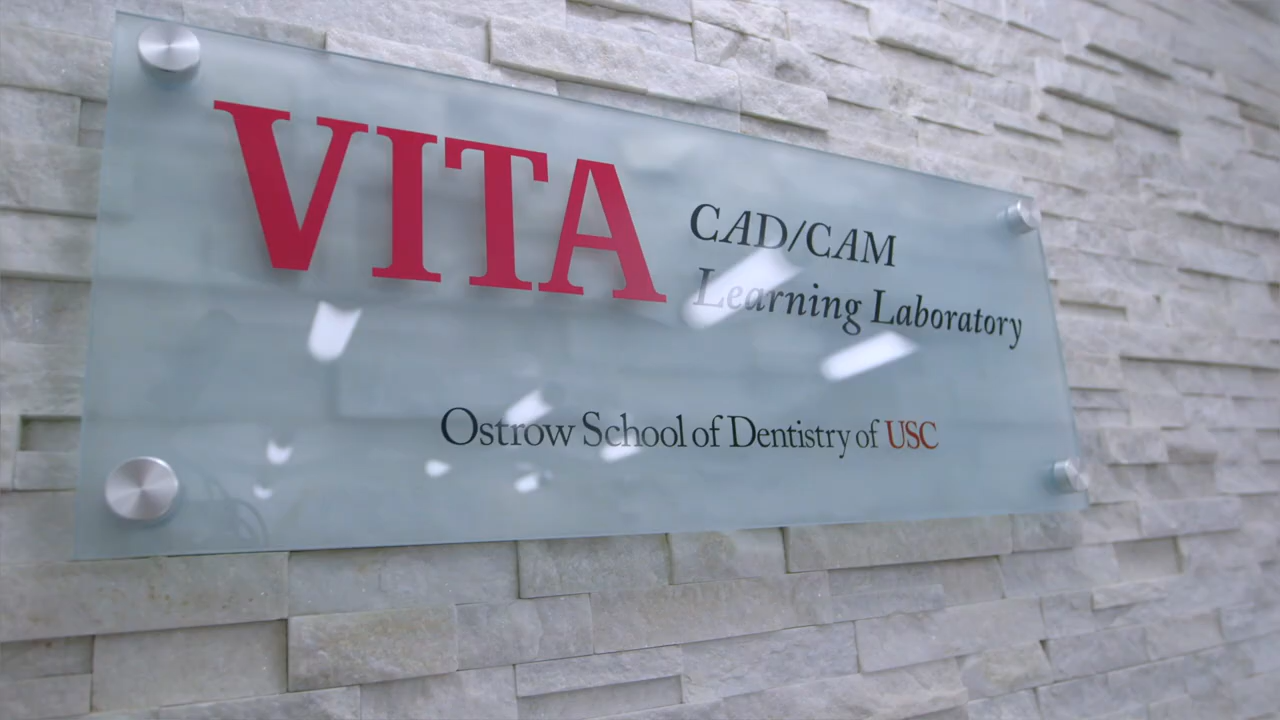 VITA
CAD/CAM
Learning Laboratory
Ostrow School of Dentistry of USC